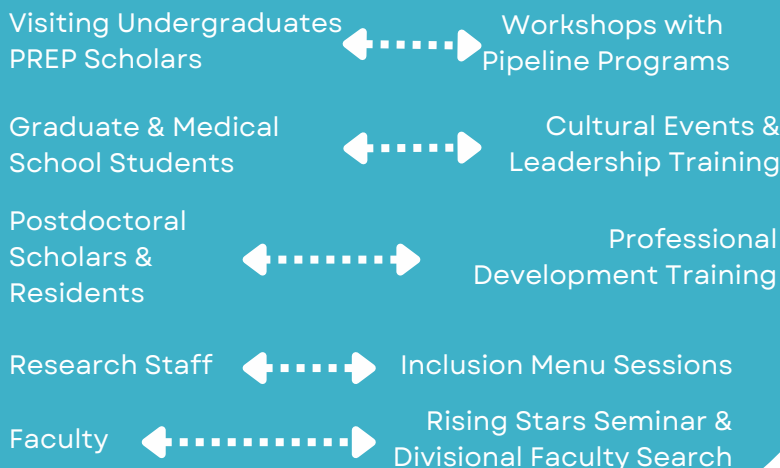 Visiting Undergraduates
PREP Scholars
Workshops with
Pipeline Programs
Graduate & Medical
School Students
Cultural Events &
Leadership Training
Postdoctoral
Scholars &
Residents
Professional
Development Training
Research Staff
Inclusion Menu Sessions
Faculty
Rising Stars Seminar &
Divisional Faculty Search